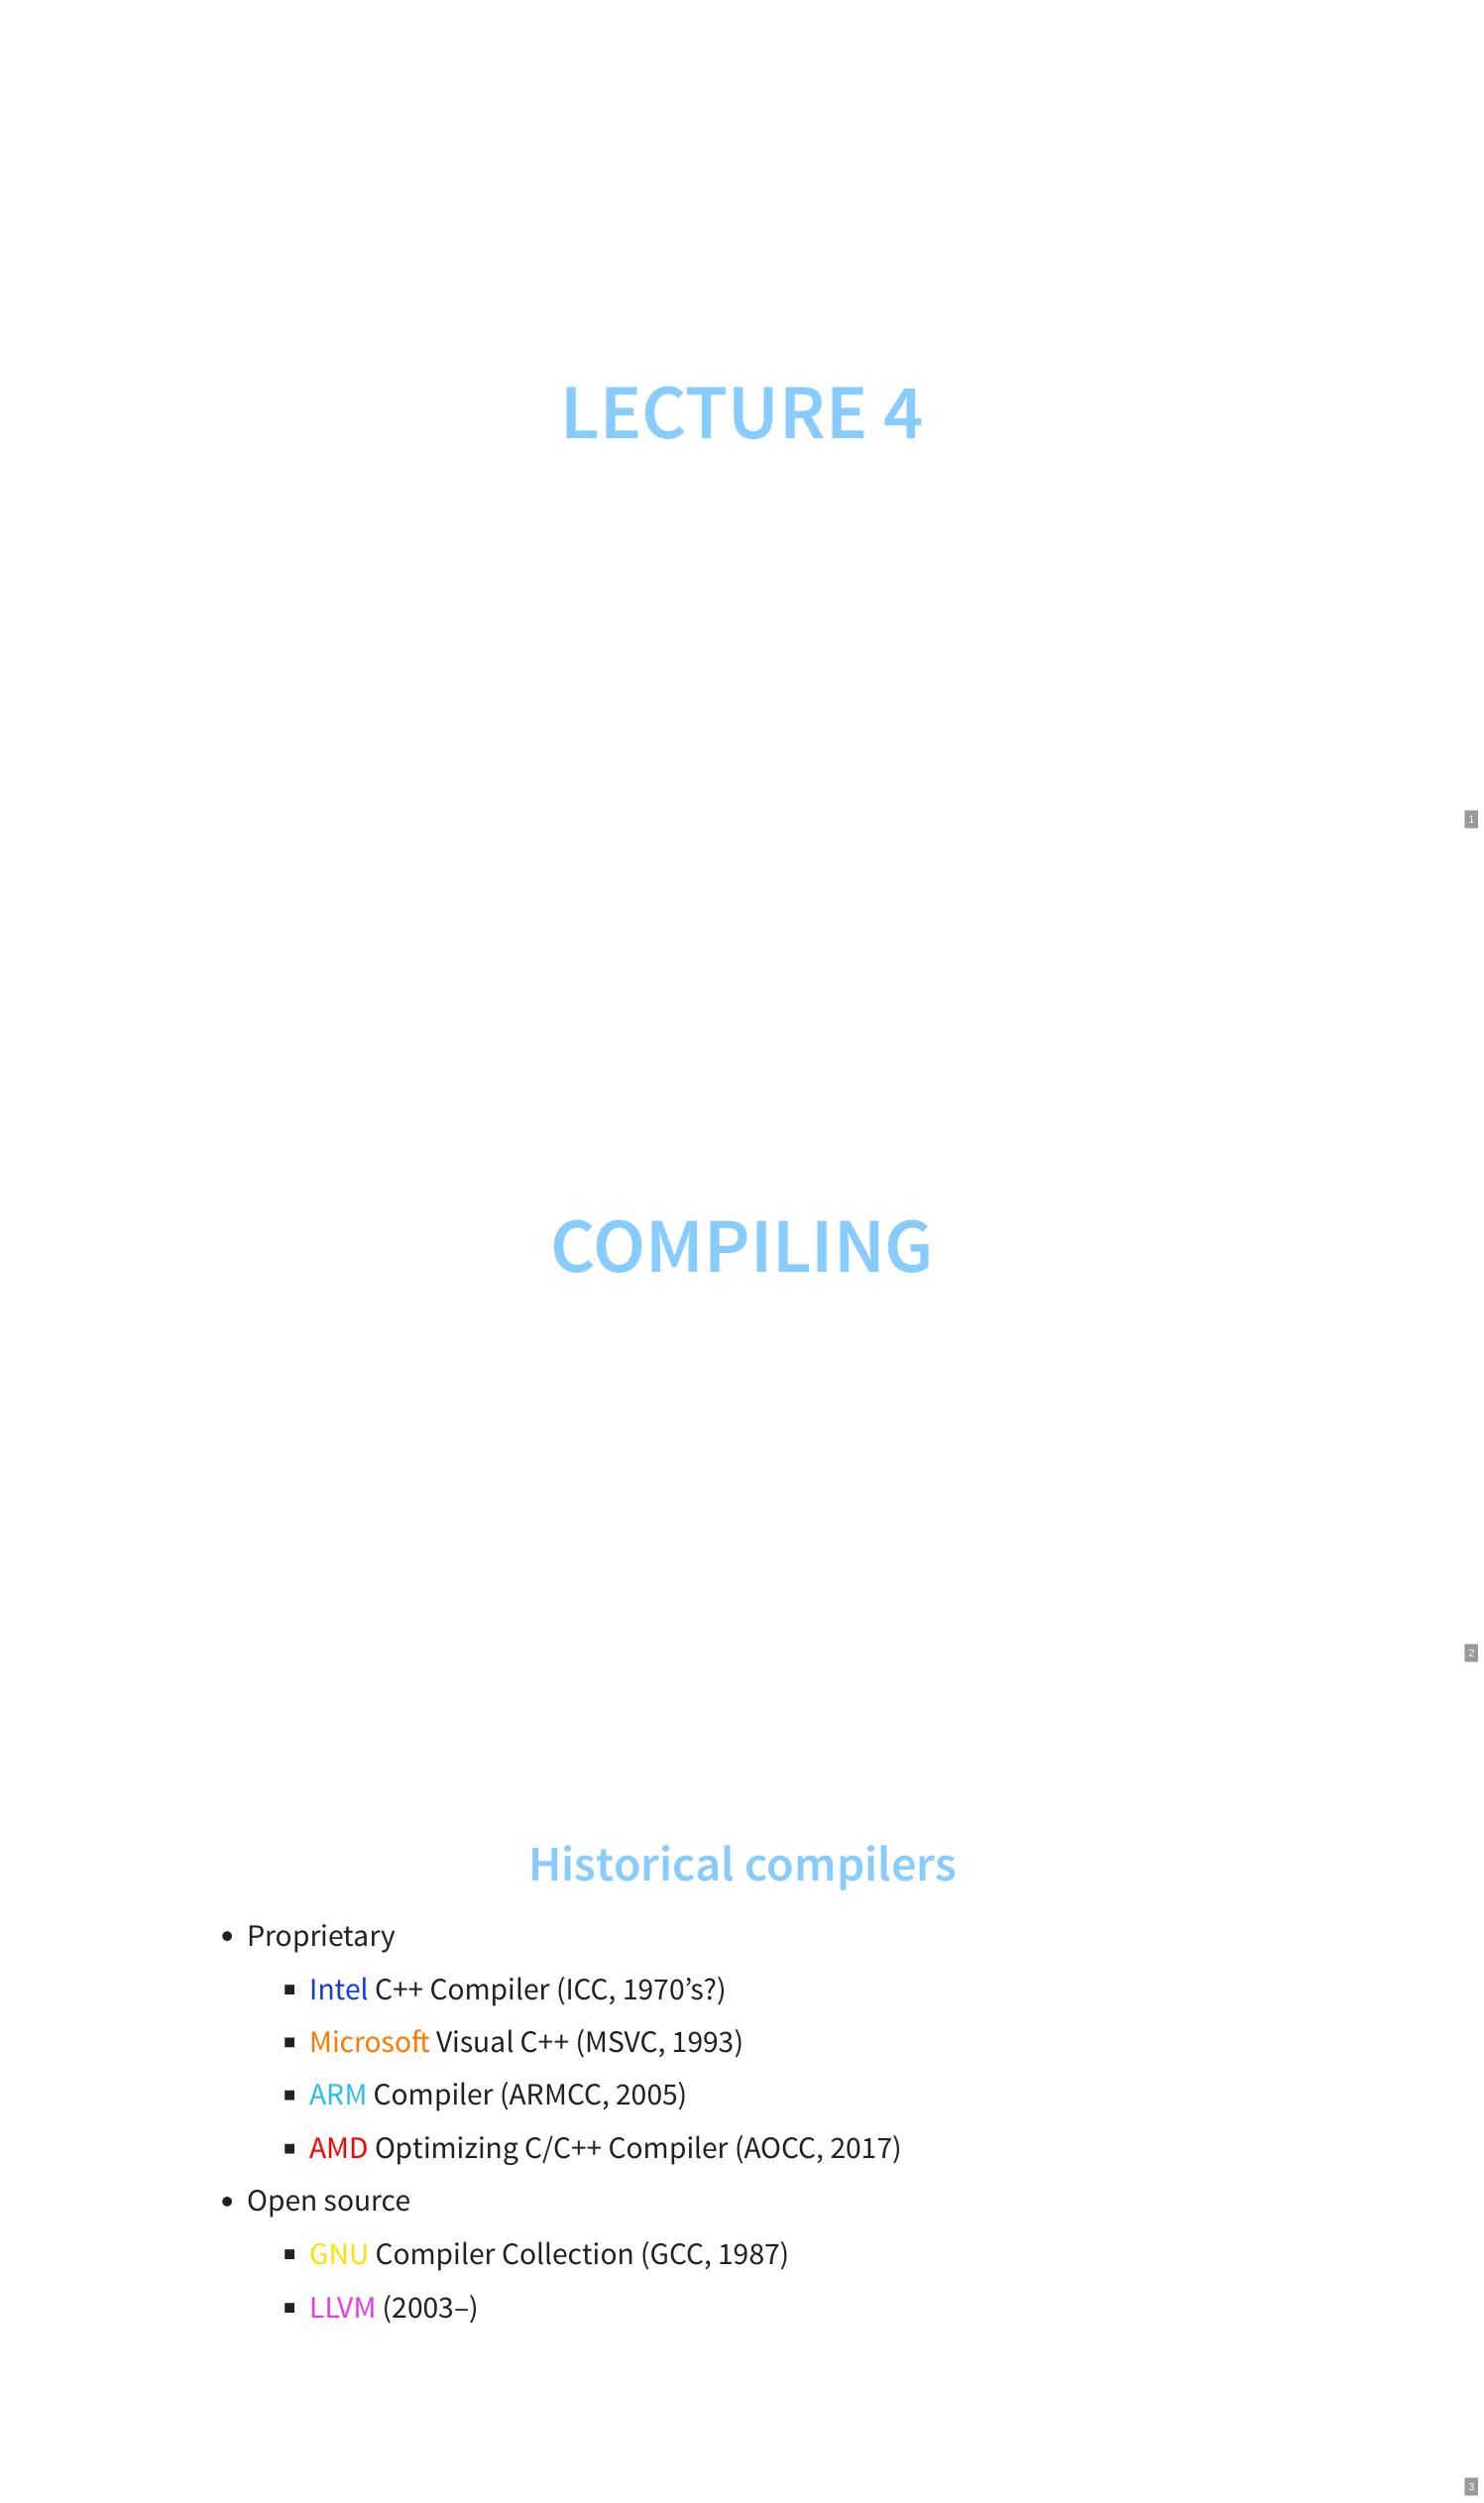 LECTURE 4
1
COMPILING
2
Historical compilers
• Proprietary
▪ Intel C++ Compiler (ICC, 1970’s?)
▪ Microsoft Visual C++ (MSVC, 1993)
▪ ARM Compiler (ARMCC, 2005)
▪ AMD Optimizing C/C++ Compiler (AOCC, 2017)
• Open source
▪ GNU Compiler Collection (GCC, 1987)
▪ LLVM (2003–)
3